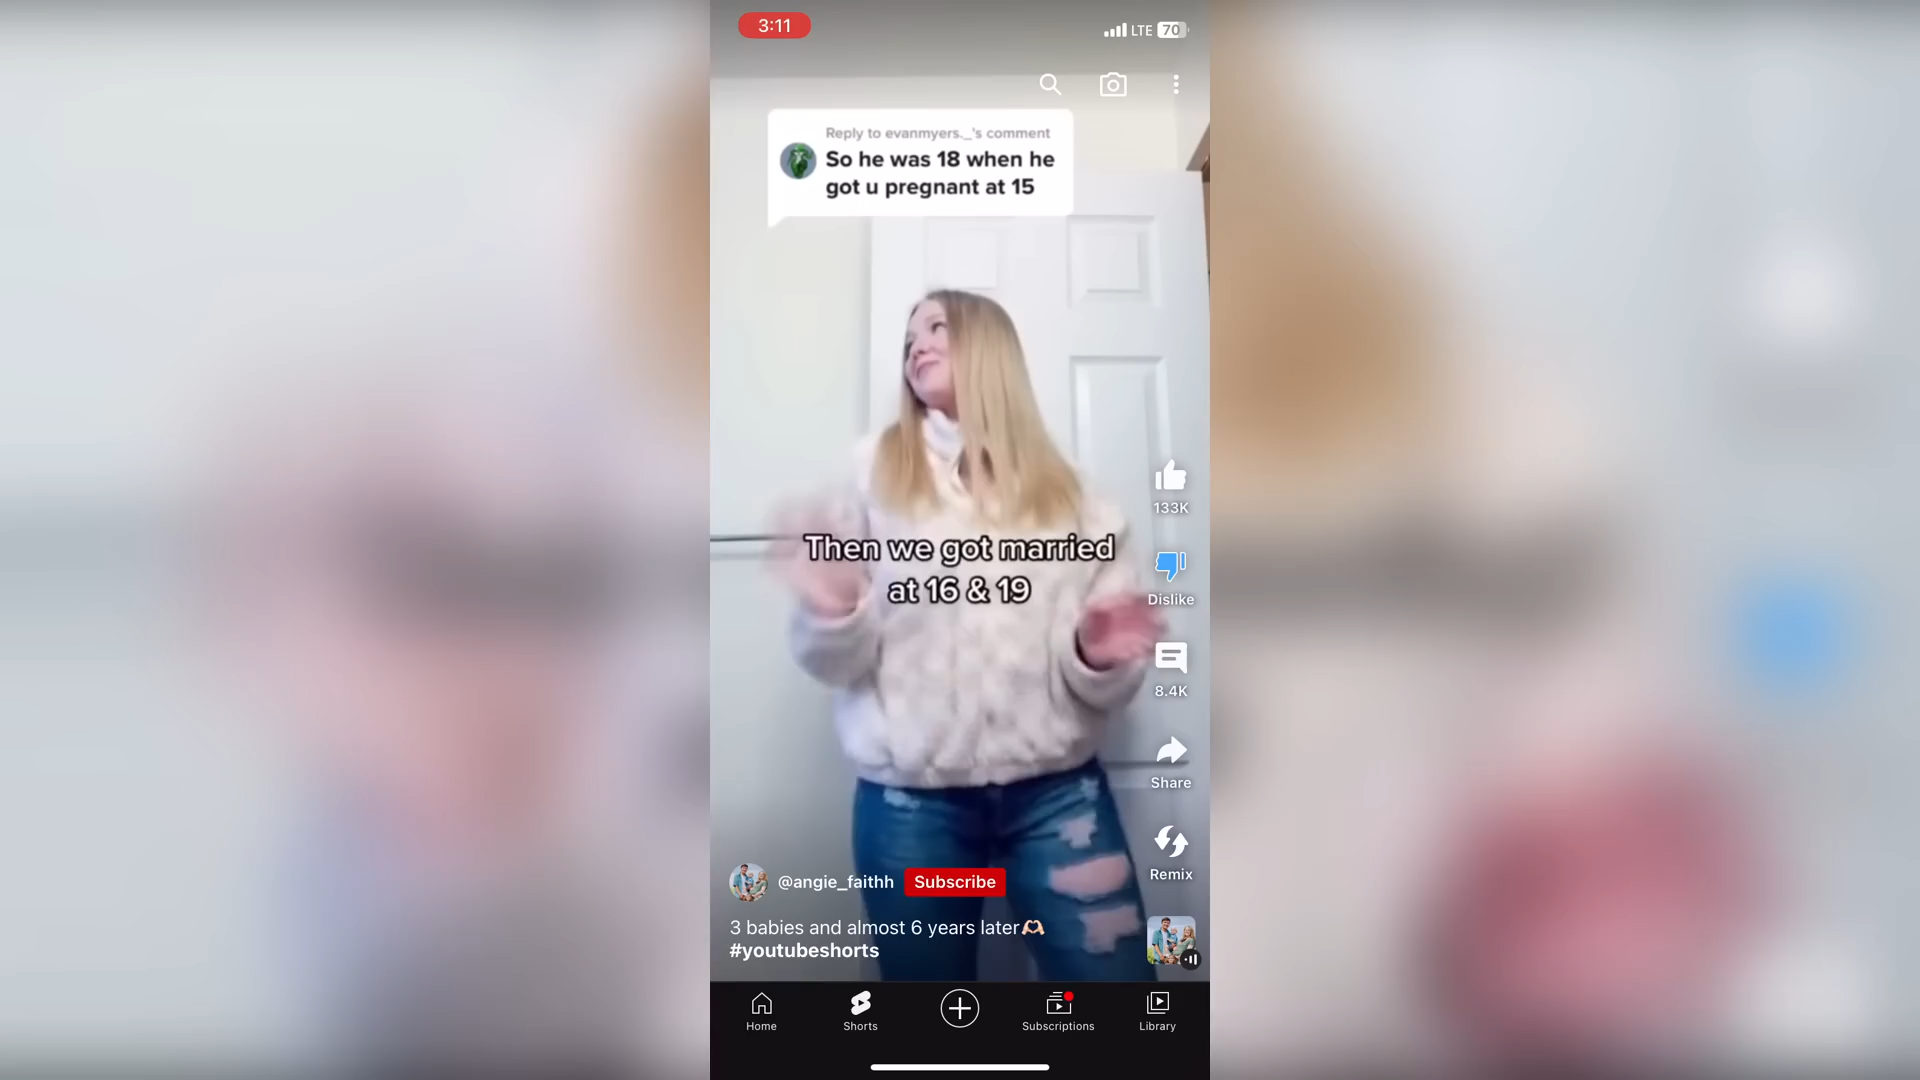 3:11
LTE 70
Reply to evanmyers._'s comment
So he was 18 when he
got u pregnant at 15
Then we got married
at 16 & 19
133K
Dislike
8.4K
Share
Remix
@angie_faithh Subscribe
3 babies and almost 6 years later🫶🏻
#youtubeshorts
Home Shorts Subscriptions Library